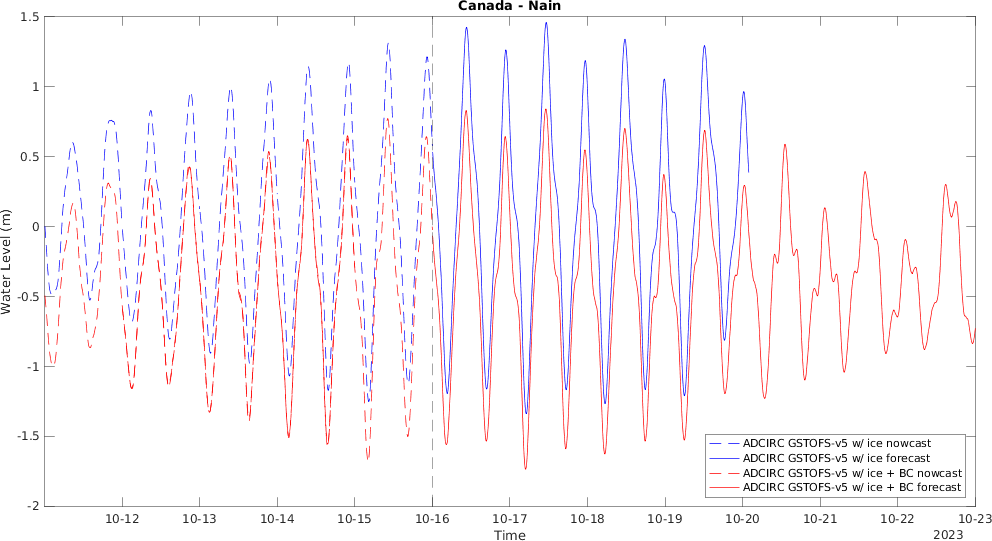 Canada - Nain
1.5
1
0.5
0
-0.5
-1
-1.5
-2
Water Level (m)
ADCIRC GSTOFS-v5 w/ ice nowcast
ADCIRC GSTOFS-v5 w/ ice forecast
ADCIRC GSTOFS-v5 w/ ice + BC nowcast
ADCIRC GSTOFS-v5 w/ ice + BC forecast
10-12 10-13 10-14 10-15 10-16 10-17 10-18 10-19 10-20 10-21 10-22 10-23
Time
2023